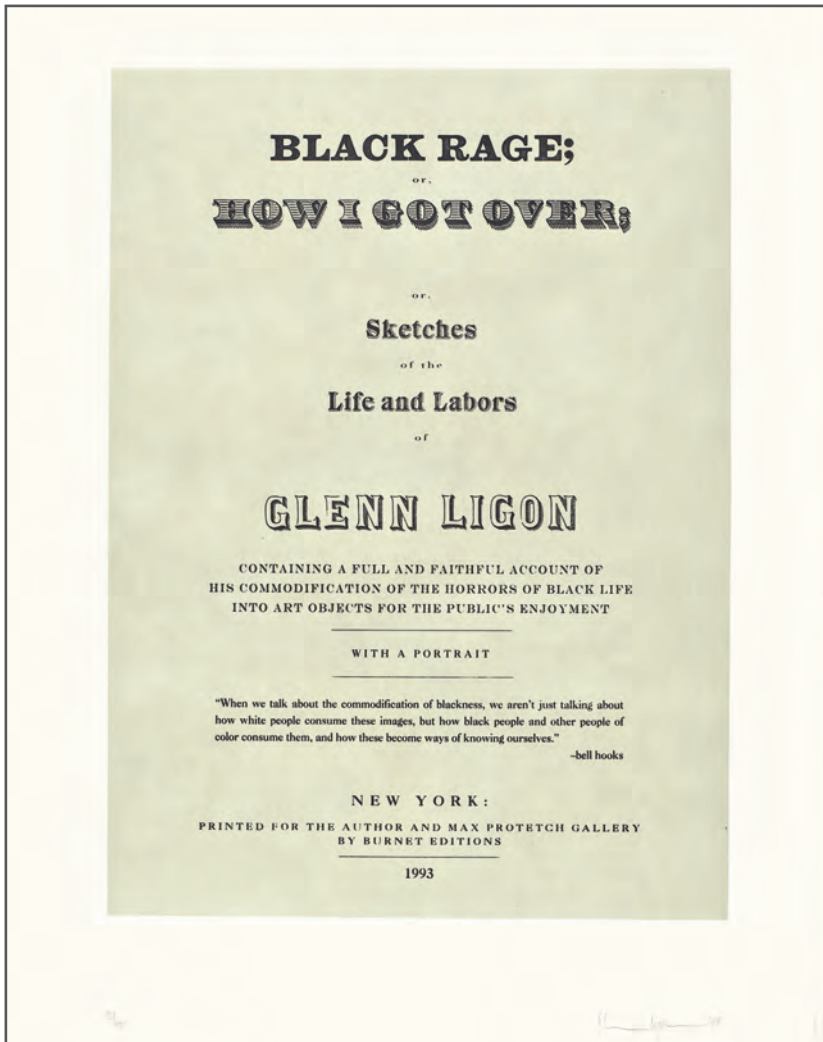 BLACK RAGE;
or,
HOW I GOT OVER;
or,
Sketches
of the
Life and Labors
of
GLENN LIGON
CONTAINING A FULL AND FAITHFUL ACCOUNT OF
HIS COMMODIFICATION OF THE HORRORS OF BLACK LIFE
INTO ART OBJECTS FOR THE PUBLIC'S ENJOYMENT
WITH A PORTRAIT
“When we talk about the commodification of blackness, we aren't just talking about
how white people consume these images, but how black people and other people of
color consume them, and how these become ways of knowing ourselves.”
–bell hooks
NEW YORK:
PRINTED FOR THE AUTHOR AND MAX PROTETCH GALLERY
BY BURNET EDITIONS
1993